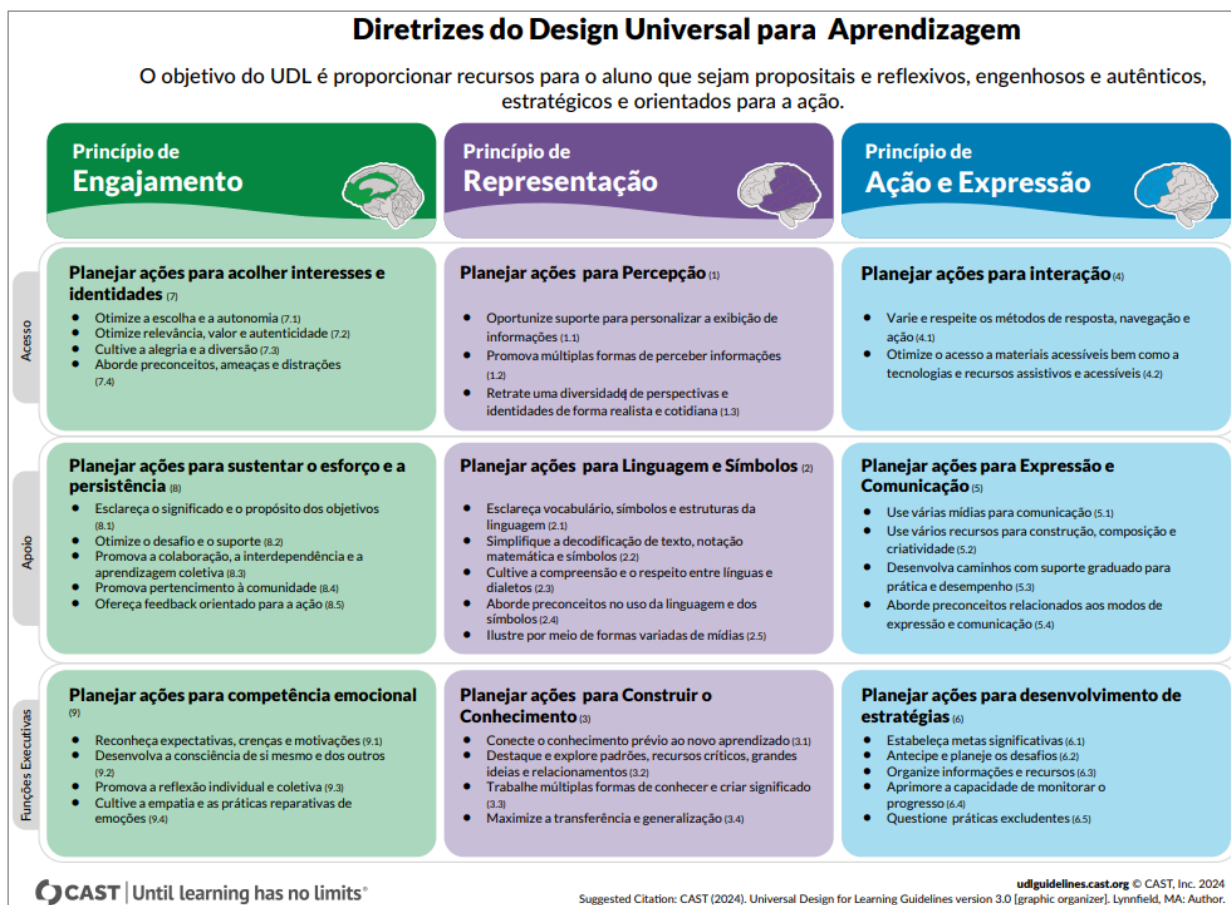 Diretrizes do Design Universal para Aprendizagem
O objetivo do UDL é proporcionar recursos para o aluno que sejam propositais e reflexivos, engenhosos e autênticos,
estratégicos e orientados para a ação.
Princípio de
Engajamento
Princípio de
Representação
Princípio de
Ação e Expressão
Acesso
Planejar ações para acolher interesses e
identidades (7)
● Otimize a escolha e a autonomia (7.1)
● Otimize relevância, valor e autenticidade (7.2)
● Cultive a alegria e a diversão (7.3)
● Aborde preconceitos, ameaças e distrações
(7.4)
Planejar ações para Percepção (1)
● Oportunize suporte para personalizar a exibição de
informações (1.1)
● Promova múltiplas formas de perceber informações
(1.2)
● Retrate uma diversidade de perspectivas e
identidades de forma realista e cotidiana (1.3)
Planejar ações para interação(4)
● Varie e respeite os métodos de resposta, navegação e
ação (4.1)
● Otimize o acesso a materiais acessíveis bem como a
tecnologias e recursos assistivos e acessíveis (4.2)
Apoio
Planejar ações para sustentar o esforço e a
persistência (8)
● Esclareça o significado e o propósito dos objetivos
(8.1)
● Otimize o desafio e o suporte (8.2)
● Promova a colaboração, a interdependência e a
aprendizagem coletiva (8.3)
● Promova pertencimento à comunidade (8.4)
● Ofereça feedback orientado para a ação (8.5)
Planejar ações para Linguagem e Símbolos (2)
● Esclareça vocabulário, símbolos e estruturas da
linguagem (2.1)
● Simplifique a decodificação de texto, notação
matemática e símbolos (2.2)
● Cultive a compreensão e o respeito entre línguas e
dialetos (2.3)
● Aborde preconceitos no uso da linguagem e dos
símbolos (2.4)
● Ilustre por meio de formas variadas de mídias (2.5)
Planejar ações para Expressão e
Comunicação (5)
● Use várias mídias para comunicação (5.1)
● Use vários recursos para construção, composição e
criatividade (5.2)
● Desenvolva caminhos com suporte graduado para
prática e desempenho (5.3)
● Aborde preconceitos relacionados aos modos de
expressão e comunicação (5.4)
Funções Executivas
Planejar ações para competência emocional
(9)
● Reconheça expectativas, crenças e motivações (9.1)
● Desenvolva a consciência de si mesmo e dos outros
(9.2)
● Promova a reflexão individual e coletiva (9.3)
● Cultive a empatia e as práticas reparativas de
emoções (9.4)
Planejar ações para Construir o
Conhecimento (3)
● Conecte o conhecimento prévio ao novo aprendizado (3.1)
● Destaque e explore padrões, recursos críticos, grandes
ideias e relacionamentos (3.2)
● Trabalhe múltiplas formas de conhecer e criar significado
(3.3)
● Maximize a transferência e generalização (3.4)
Planejar ações para desenvolvimento de
estratégias (6)
● Estabeleça metas significativas (6.1)
● Antecipe e planeje os desafios (6.2)
● Organize informações e recursos (6.3)
● Aprimore a capacidade de monitorar o
progresso (6.4)
● Questione práticas excludentes (6.5)
CAST | Until learning has no limits®
udlguidelines.cast.org © CAST, Inc. 2024
Suggested Citation: CAST (2024). Universal Design for Learning Guidelines version 3.0 [graphic organizer]. Lynnfield, MA: Author.